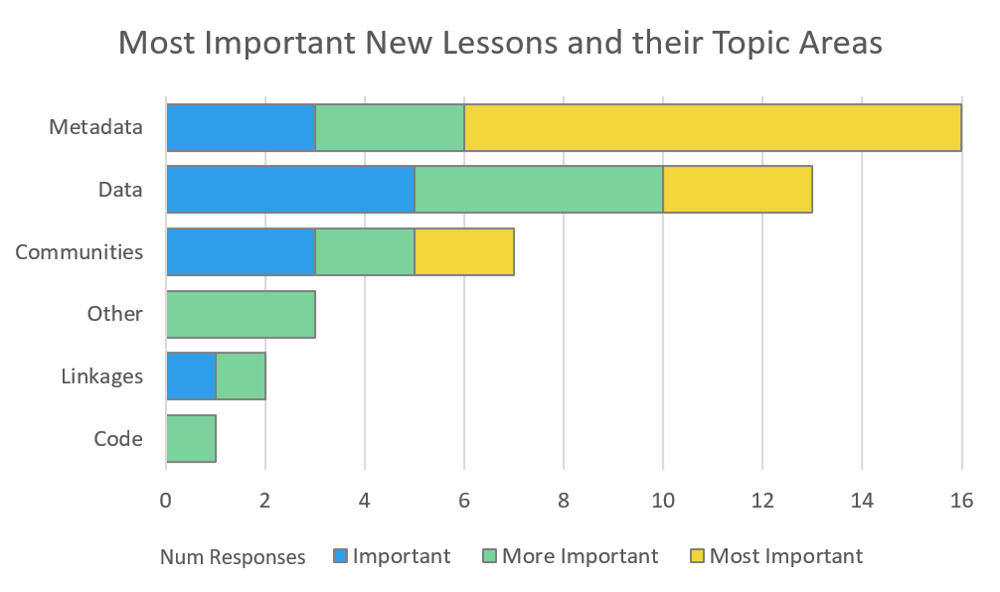 Most Important New Lessons and their Topic Areas
Metadata
Data
Communities
Other
Linkages
Code
0 2 4 6 8 10 12 14 16
Num Responses Important More Important Most Important